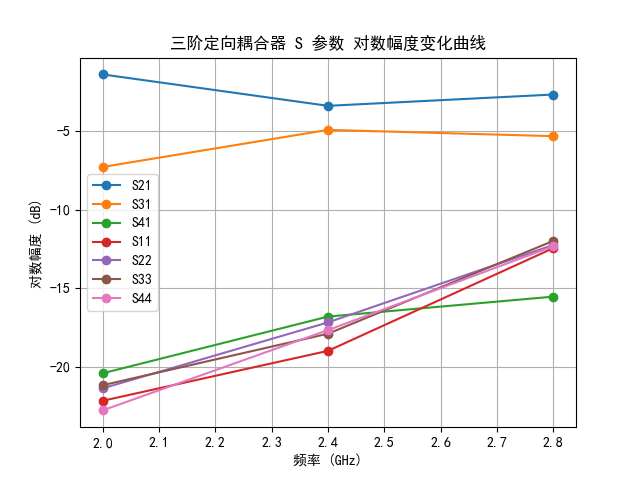 三阶定向耦合器 S 参数 对数幅度变化曲线
对数幅度 (dB)
−5
−10
−15
−20
S21
S31
S41
S11
S22
S33
S44
2.0 2.1 2.2 2.3 2.4 2.5 2.6 2.7 2.8
频率 (GHz)